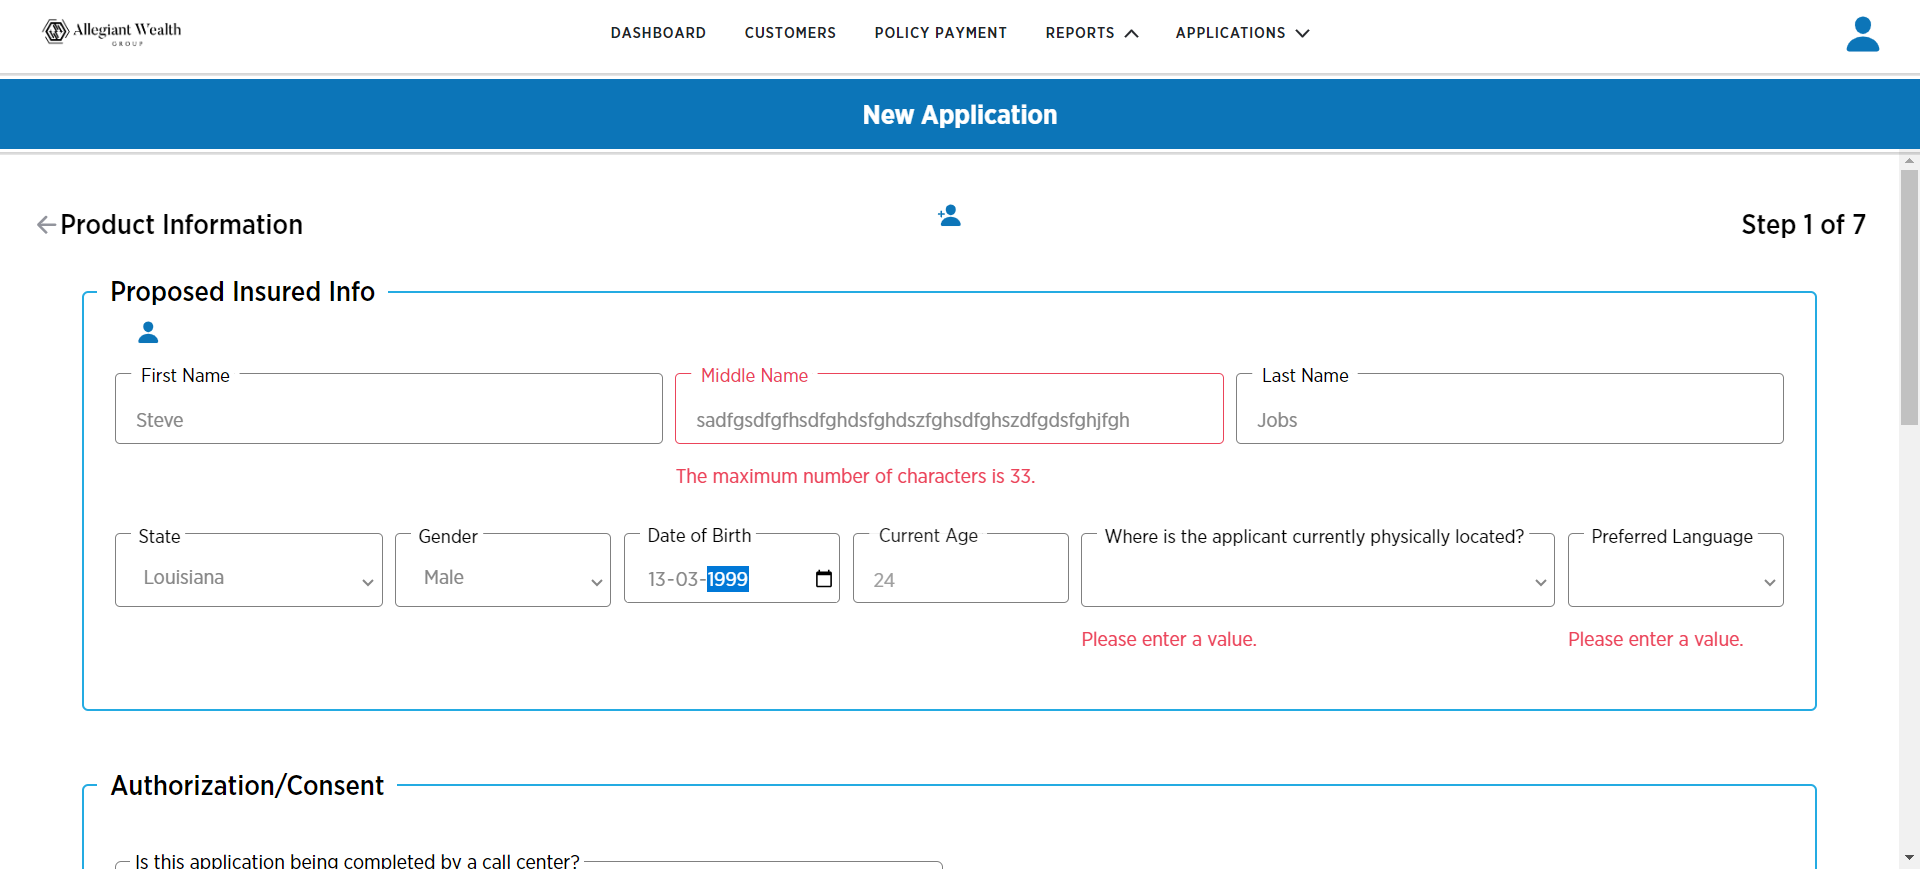 Allegiant Wealth
GROUP
DASHBOARD CUSTOMERS POLICY PAYMENT REPORTS APPLICATIONS
New Application
Product Information
Step 1 of 7
Proposed Insured Info
First Name Middle Name Last Name
Steve sadfgsdfgfhsdfghdsfghdszfghsdfghszdfgdsfghjfgh Jobs
The maximum number of characters is 33.
State Gender Date of Birth Current Age Where is the applicant currently physically located? Preferred Language
Louisiana Male 13-03-1999 24
Please enter a value. Please enter a value.
Authorization/Consent
Is this application being completed by a call center?